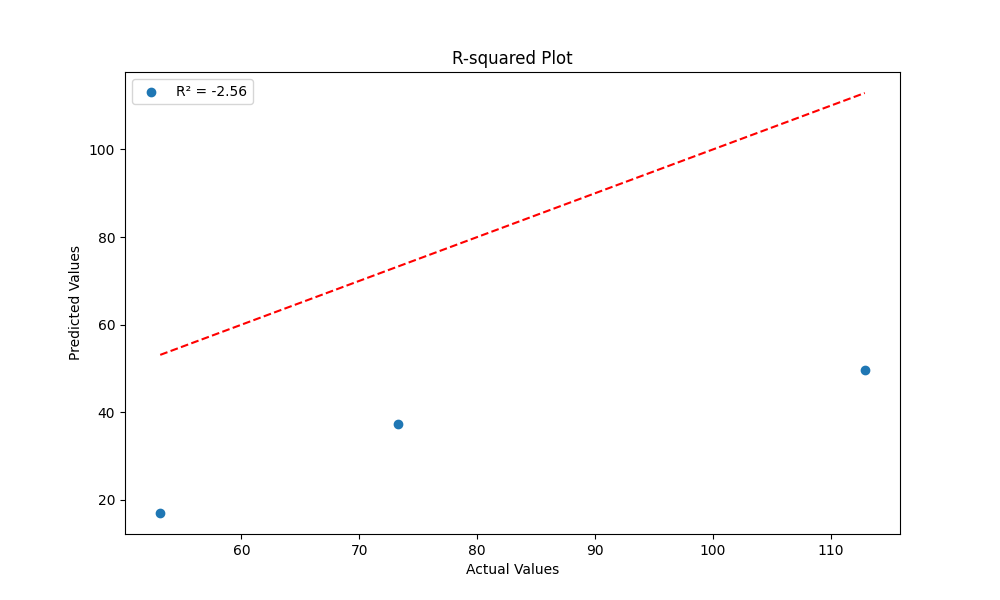 R-squared Plot
R² = -2.56
100
80
60
40
20
Predicted Values
60 70 80 90 100 110
Actual Values